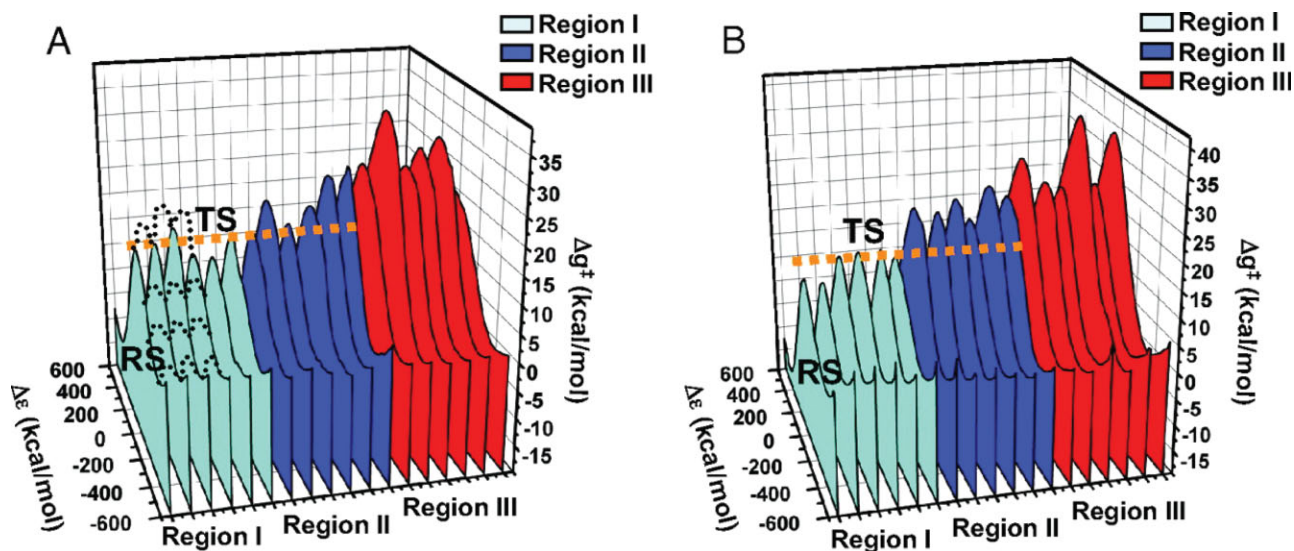 A
Region I
Region II
Region III
TS
RS
600
400
200
0
-200
-400
-600
Δε (kcal/mol)
Region I
Region II
Region III
35
30
25
20
15
10
5
0
-5
-10
-15
Δg‡ (kcal/mol)
B
Region I
Region II
Region III
TS
RS
600
400
200
0
-200
-400
-600
Δε (kcal/mol)
Region I
Region II
Region III
40
35
30
25
20
15
10
5
0
-5
-10
-15
Δg‡ (kcal/mol)